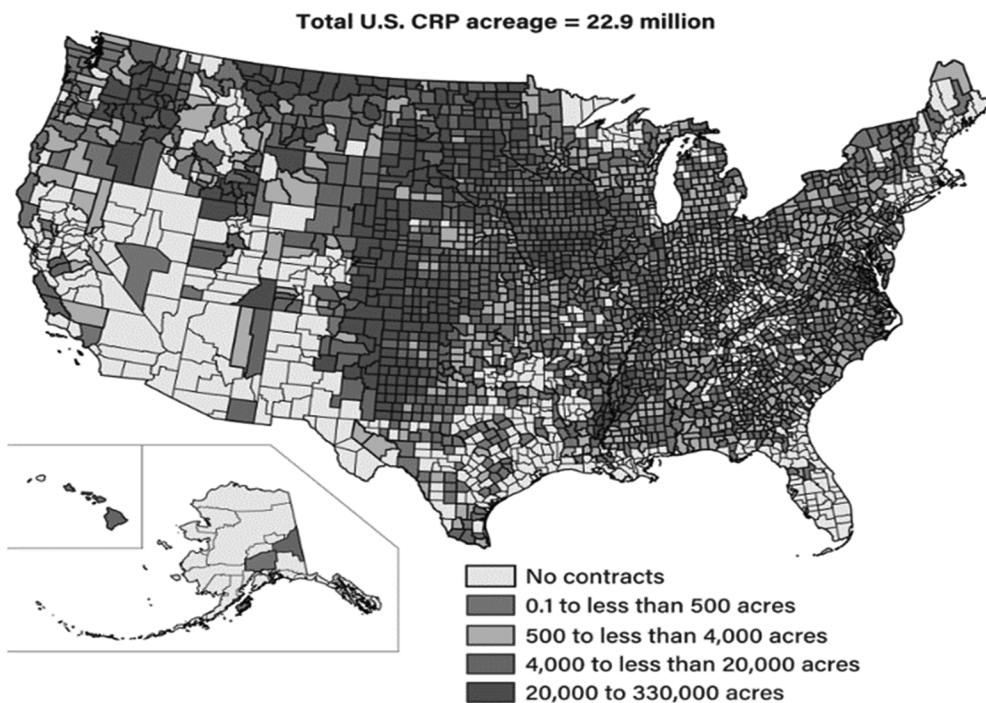 Total U.S. CRP acreage = 22.9 million
No contracts
0.1 to less than 500 acres
500 to less than 4,000 acres
4,000 to less than 20,000 acres
20,000 to 330,000 acres